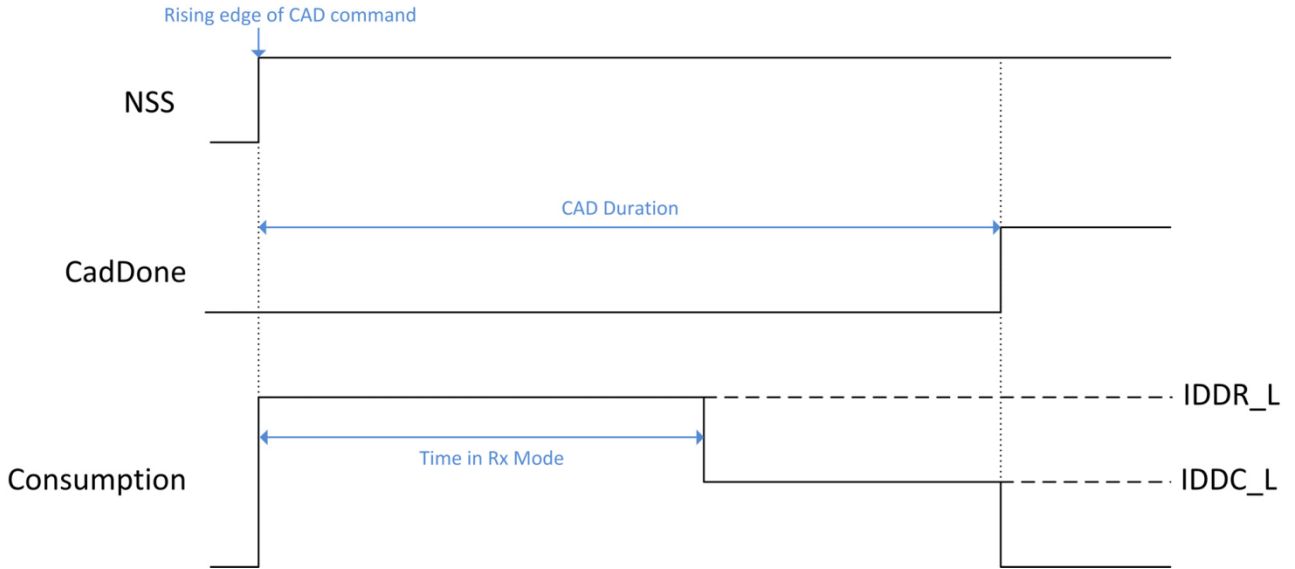 Rising edge of CAD command
NSS
CAD Duration
CadDone
IDDR_L
Time in Rx Mode
Consumption
IDDC_L